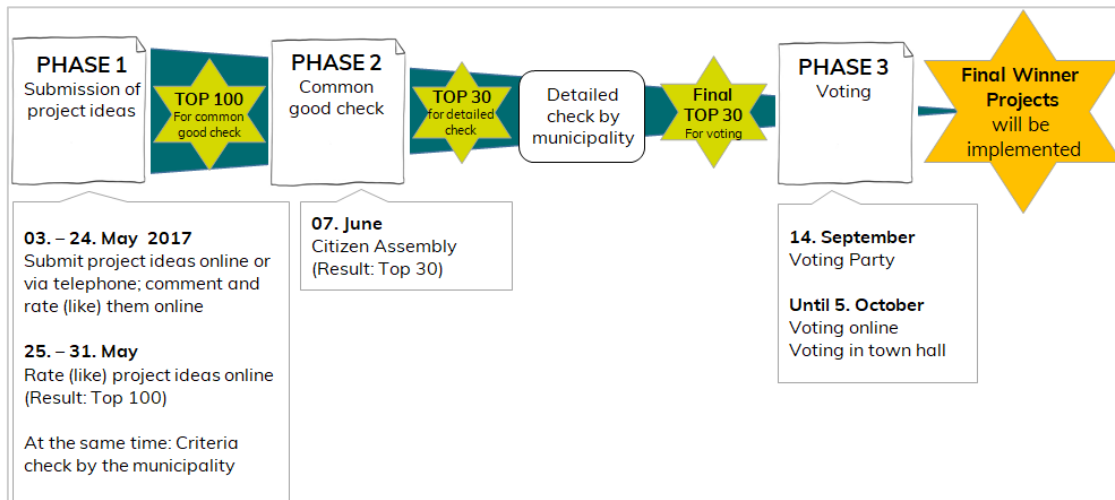 PHASE 1
Submission of
project ideas
TOP 100
For common
good check
PHASE 2
Common
good check
TOP 30
for detailed
check
Detailed
check by
municipality
Final
TOP 30
For voting
PHASE 3
Voting
Final Winner
Projects
will be
implemented
03. – 24. May 2017
Submit project ideas online or
via telephone; comment and
rate (like) them online
25. – 31. May
Rate (like) project ideas online
(Result: Top 100)
At the same time: Criteria
check by the municipality
07. June
Citizen Assembly
(Result: Top 30)
14. September
Voting Party
Until 5. October
Voting online
Voting in town hall